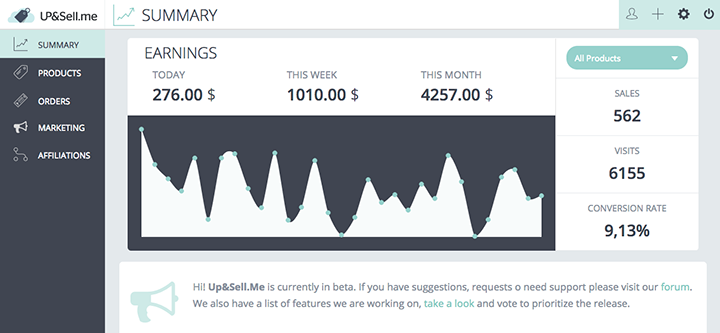 UP&Sell.me
SUMMARY
SUMMARY
PRODUCTS
ORDERS
MARKETING
AFFILIATIONS
EARNINGS
TODAY
276.00 $
THIS WEEK
1010.00 $
THIS MONTH
4257.00 $
All Products
SALES
562
VISITS
6155
CONVERSION RATE
9,13%
Hi! Up&Sell.Me is currently in beta. If you have suggestions, requests o need support please visit our forum.
We also have a list of features we are working on, take a look and vote to prioritize the release.